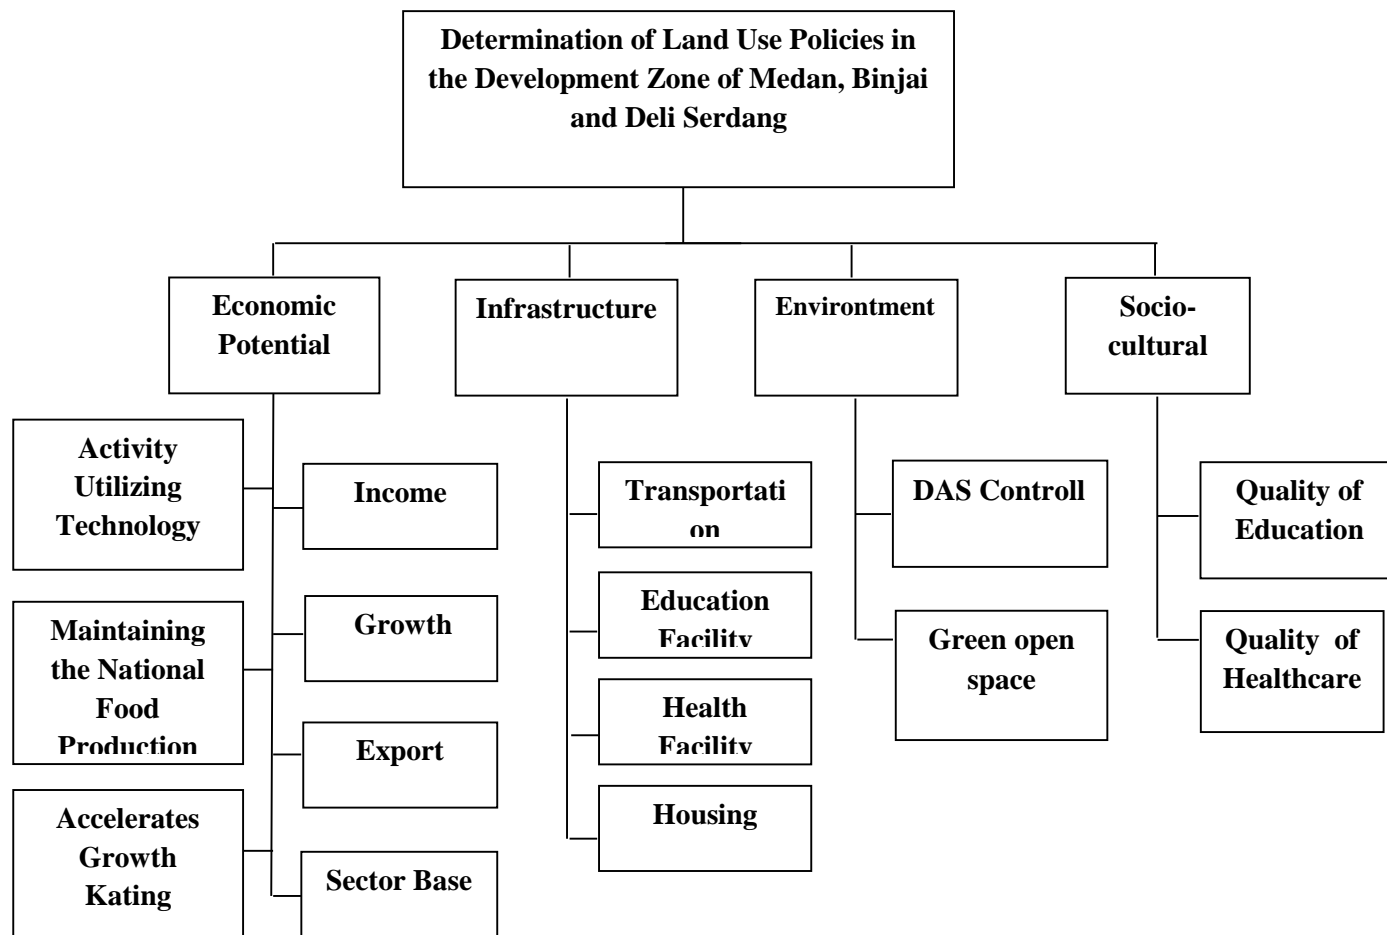 Determination of Land Use Policies in
the Development Zone of Medan, Binjai
and Deli Serdang
Economic
Potential
Infrastructure
Environtment
Socio-
cultural
Activity
Utilizing
Technology
Maintaining
the National
Food
Production
Accelerates
Growth
Kating
Income
Growth
Export
Sector Base
Transportati
on
Education
Facility
Health
Facility
Housing
DAS Controll
Green open
space
Quality of
Education
Quality of
Healthcare